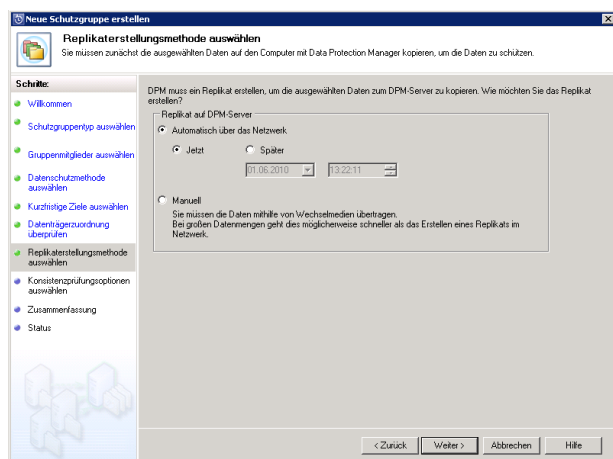 Neue Schutzgruppe erstellen
Replikaterstellungsmethode auswählen
Sie müssen zunächst die ausgewählten Daten auf den Computer mit Data Protection Manager kopieren, um die Daten zu schützen.
Schritte:
Willkommen
Schutzgruppentyp auswählen
Gruppenmitglieder auswählen
Datenschutzmethode
auswählen
Kurzfristige Ziele auswählen
Datenträgerzuordnung
überprüfen
Replikaterstellungsmethode
auswählen
Konsistenzprüfungsoptionen
auswählen
Zusammenfassung
Status
DPM muss ein Replikat erstellen, um die ausgewählten Daten zum DPM-Server zu kopieren. Wie möchten Sie das Replikat
erstellen?
Replikat auf DPM-Server
Automatisch über das Netzwerk
Jetzt Später
01.06.2010 13:22:11
Manuell
Sie müssen die Daten mithilfe von Wechselmedien übertragen.
Bei großen Datenmengen geht dies möglicherweise schneller als das Erstellen eines Replikats im
Netzwerk.
< Zurück Weiter > Abbrechen Hilfe